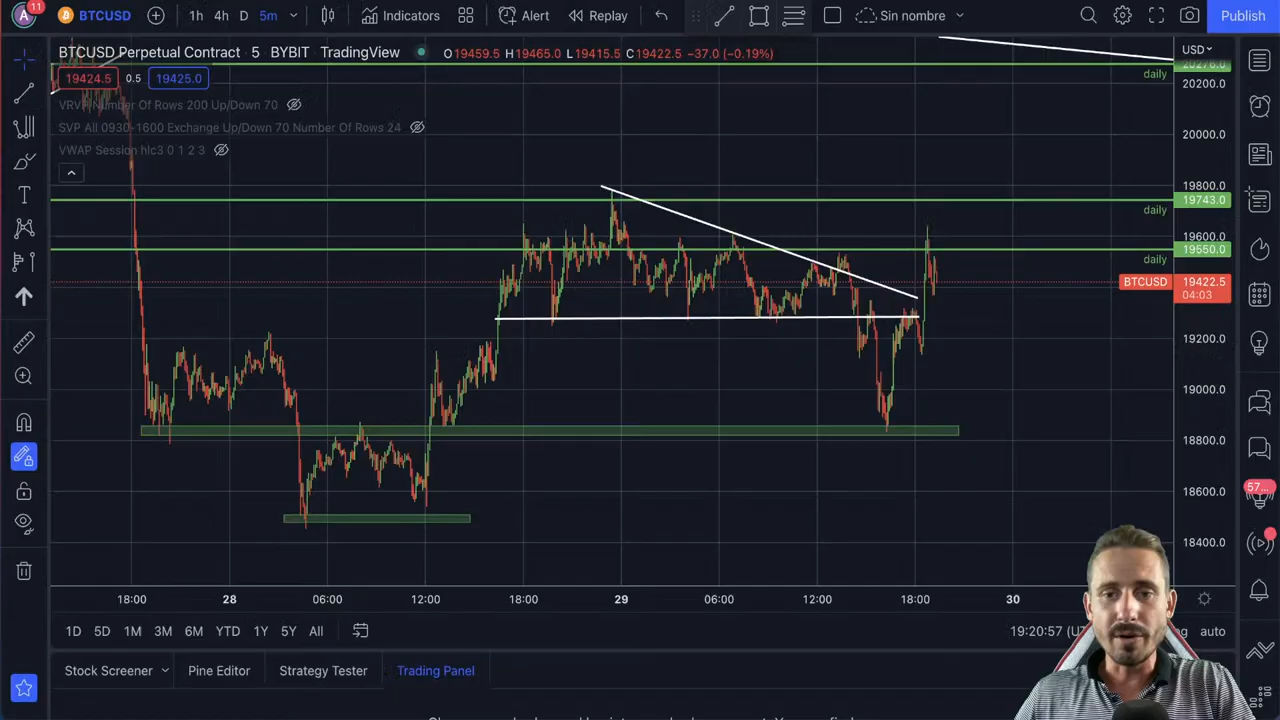 A
11
BTCUSD
1h 4h D 5m
Indicators
Alert
Replay
Sin nombre
Publish
BTCUSD Perpetual Contract 5 BYBIT TradingView
O19459.5 H19465.0 L19415.5 C19422.5 −37.0 (−0.19%)
USD
20276.0
daily
19424.5 0.5 19425.0
20200.0
VRVP Number Of Rows 200 Up/Down 70
SVP All 0930-1600 Exchange Up/Down 70 Number Of Rows 24
20000.0
VWAP Session hlc3 0 1 2 3
19800.0
19743.0
daily
19600.0
19550.0
daily
BTCUSD 19422.5
04:03
19200.0
19000.0
18800.0
18600.0
57...
18400.0
18:00 28 06:00 12:00 18:00 29 06:00 12:00 18:00 30
1D 5D 1M 3M 6M YTD 1Y 5Y All
19:20:57 (U auto
Stock Screener Pine Editor Strategy Tester Trading Panel